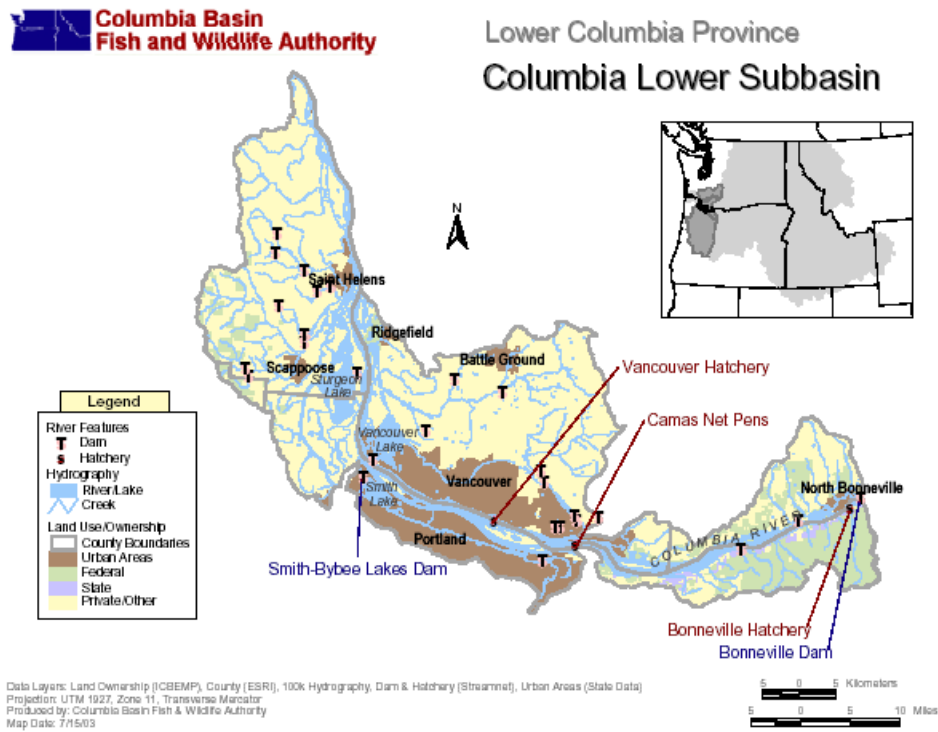 Columbia Basin
Fish and Wildlife Authority
Lower Columbia Province
Columbia Lower Subbasin
N
Saint Helens
Ridgefield
Battle Ground
Scappoose
Sturgeon
Lake
Vancouver Hatchery
Camas Net Pens
Vancouver
Lake
Vancouver
Smith
Lake
Portland
North Bonneville
COLUMBIA RIVER
Smith-Bybee Lakes Dam
Bonneville Hatchery
Bonneville Dam
Legend
River Features
Dam
Hatchery
Hydrography
River/Lake
Creek
Land Use/Ownership
County Boundaries
Urban Areas
Federal
State
Private/Other
Data Layers: Land Ownership (ICBEMP), County (ESRI), 100k Hydrography, Dam & Hatchery (Streamnet), Urban Areas (State Data)
Projection: UTM 1927, Zone 11, Transverse Mercator
Produced by: Columbia Basin Fish & Wildlife Authority
Map Date: 7/15/03
5 0 5 Kilometers
5 0 5 10 Miles